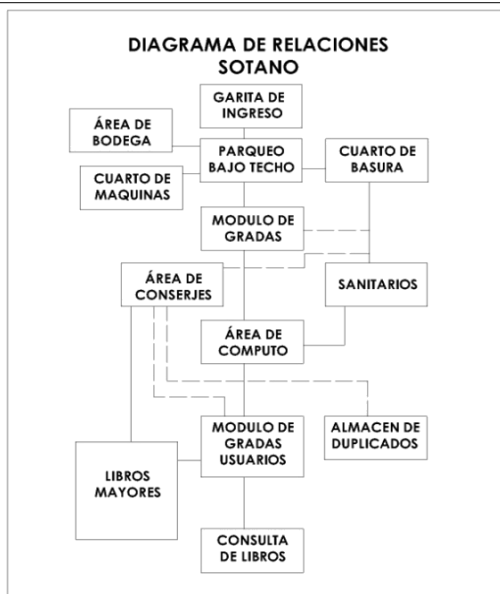 DIAGRAMA DE RELACIONES
SOTANO
GARITA DE
INGRESO
ÁREA DE
BODEGA
PARQUEO
BAJO TECHO
CUARTO DE
BASURA
CUARTO DE
MAQUINAS
MODULO DE
GRADAS
ÁREA DE
CONSERJES
SANITARIOS
ÁREA DE
COMPUTO
MODULO DE
GRADAS
USUARIOS
ALMACEN DE
DUPLICADOS
LIBROS
MAYORES
CONSULTA
DE LIBROS